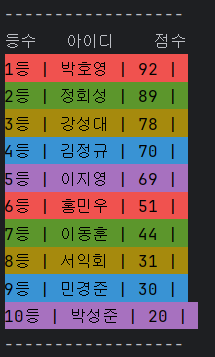 ------------------
등수 아이디 점수
1등 | 박호영 | 92 |
2등 | 정회성 | 89 |
3등 | 강성대 | 78 |
4등 | 김정규 | 70 |
5등 | 이지영 | 69 |
6등 | 홍민우 | 51 |
7등 | 이동훈 | 44 |
8등 | 서익회 | 31 |
9등 | 민경준 | 30 |
10등 | 박성준 | 20 |
------------------